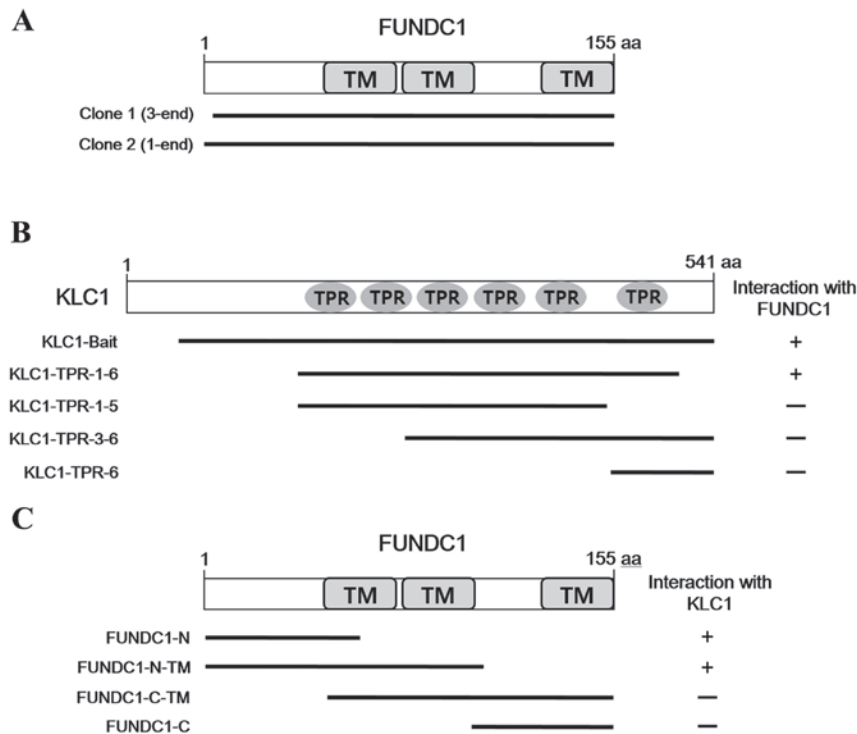 A
FUNDC1
1 155 aa
TM TM TM
Clone 1 (3-end)
Clone 2 (1-end)
B
1 541 aa
KLC1 TPR TPR TPR TPR TPR TPR
Interaction with
FUNDC1
KLC1-Bait +
KLC1-TPR-1-6 +
KLC1-TPR-1-5 —
KLC1-TPR-3-6 —
KLC1-TPR-6 —
C
FUNDC1
1 155 aa
TM TM TM
Interaction with
KLC1
FUNDC1-N +
FUNDC1-N-TM +
FUNDC1-C-TM —
FUNDC1-C —